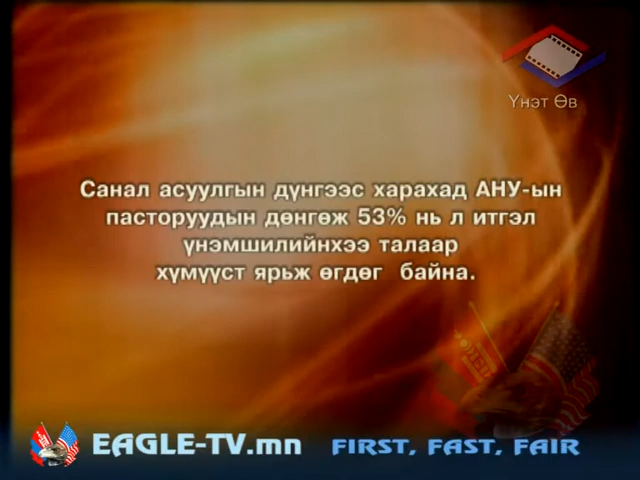 Үнэт Өв
Санал асуулгын дүнгээс харахад АНУ-ын
пасторуудын дөнгөж 53% нь л итгэл
үнэмшилийнхээ талаар
хүмүүст ярьж өгдөг байна.
EAGLE-TV.mn FIRST, FAST, FAIR